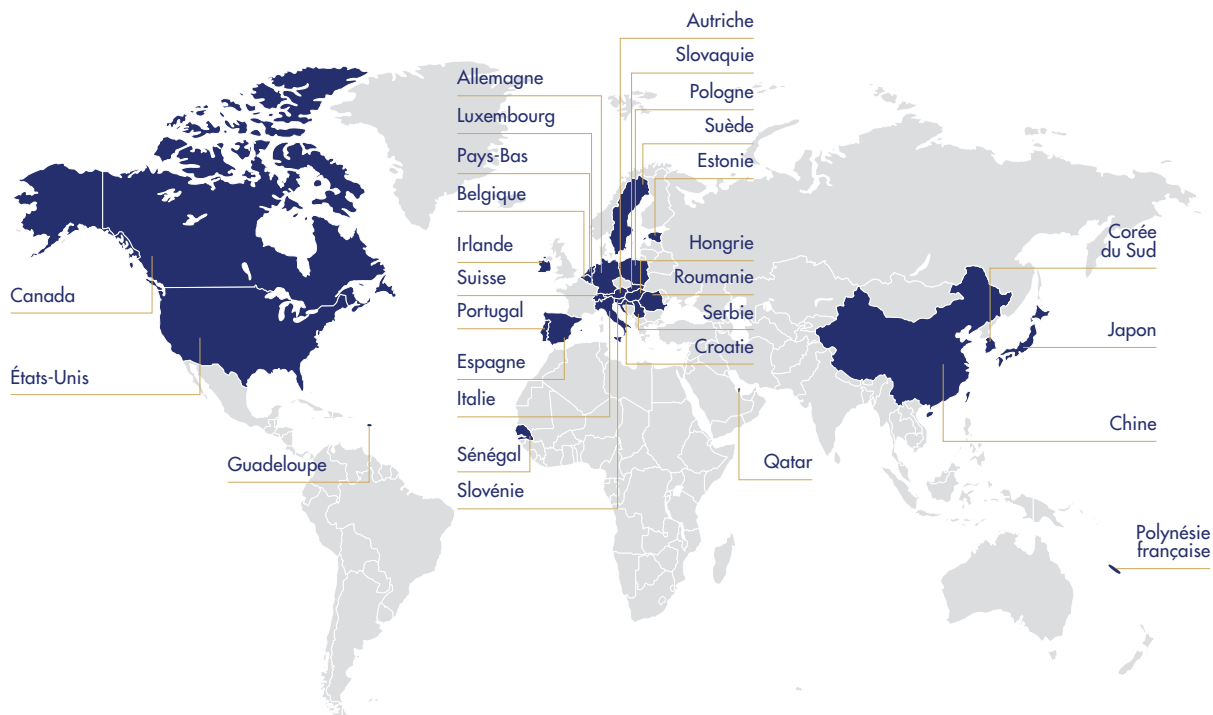 Autriche
Slovaquie
Allemagne
Pologne
Luxembourg
Suède
Pays-Bas
Estonie
Belgique
Irlande
Hongrie
Corée
du Sud
Suisse
Roumanie
Canada
Portugal
Serbie
Japon
Croatie
Espagne
États-Unis
Italie
Chine
Guadeloupe
Sénégal
Qatar
Slovénie
Polynésie
française